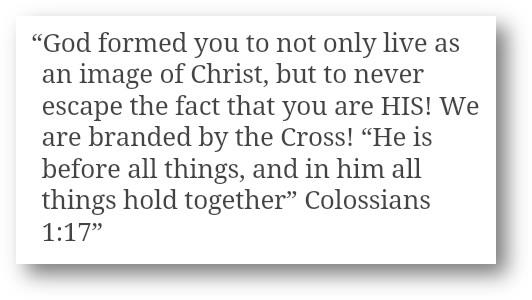 “God formed you to not only live as
an image of Christ, but to never
escape the fact that you are HIS! We
are branded by the Cross! “He is
before all things, and in him all
things hold together” Colossians
1:17”